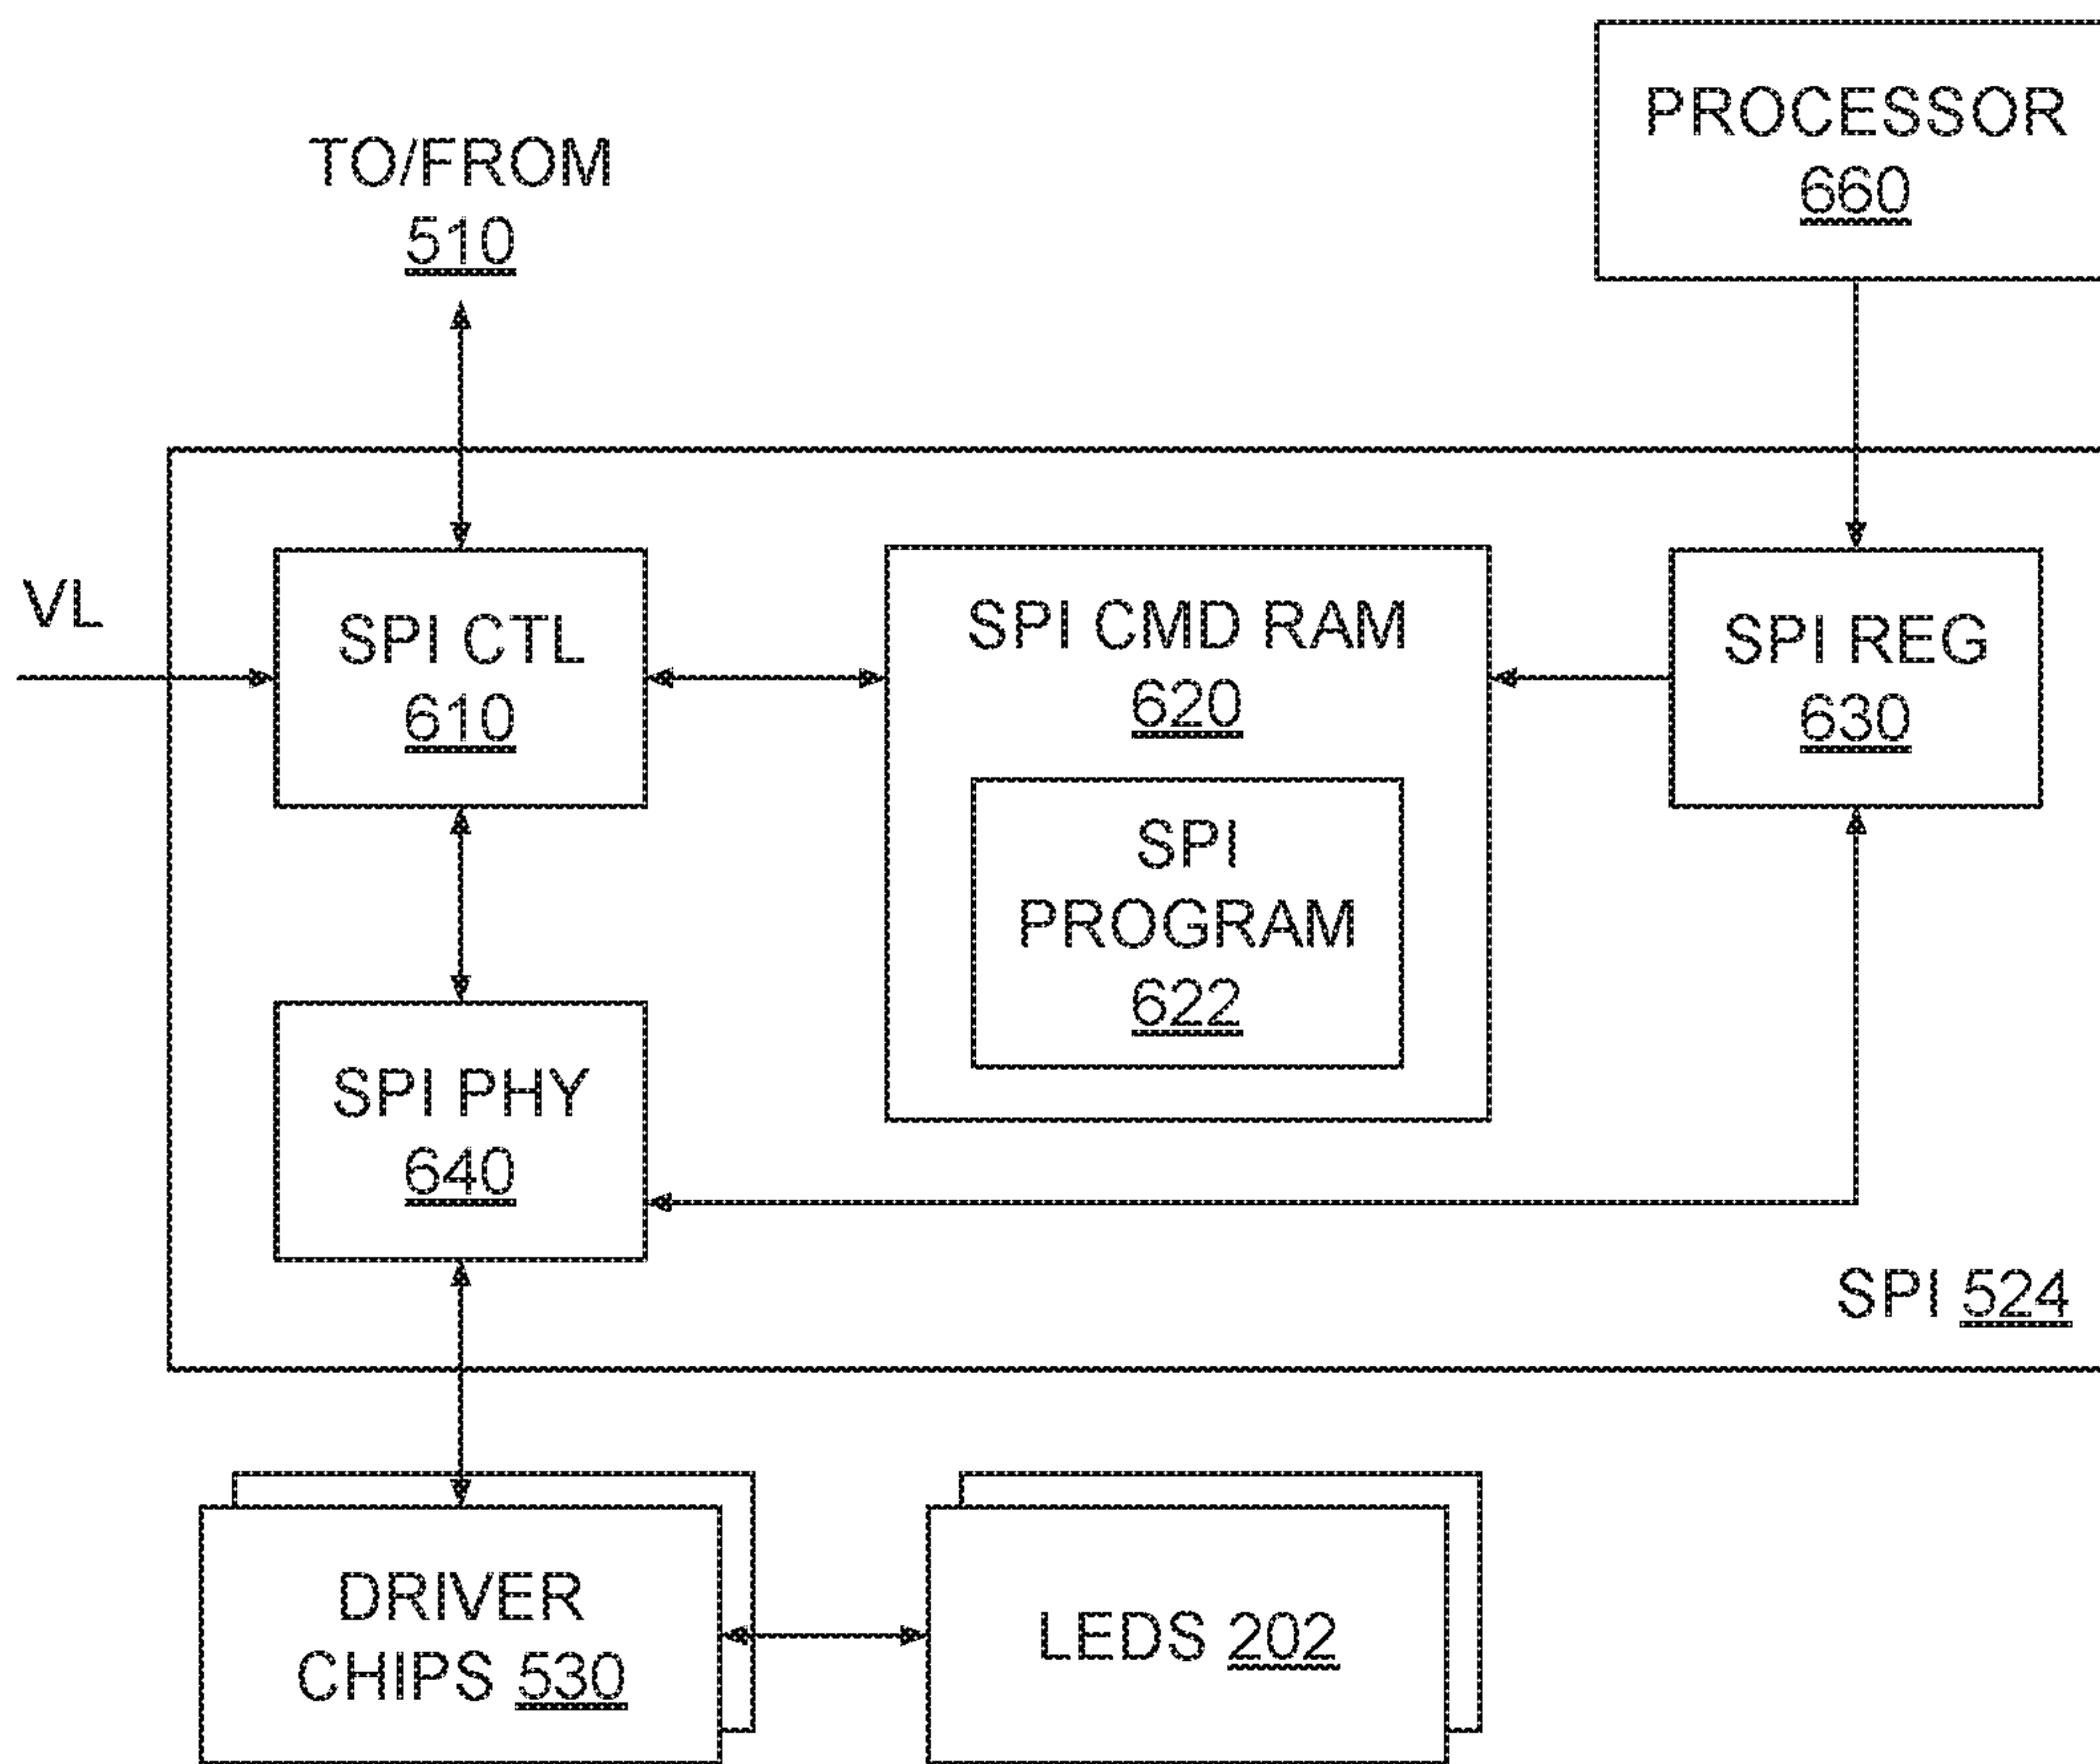 PROCESSOR
660
TO/FROM
510
VL
SPI CTL
610
SPI CMD RAM
620
SPI REG
630
SPI
PROGRAM
622
SPI PHY
640
SPI 524
DRIVER
CHIPS 530
LEDS 202